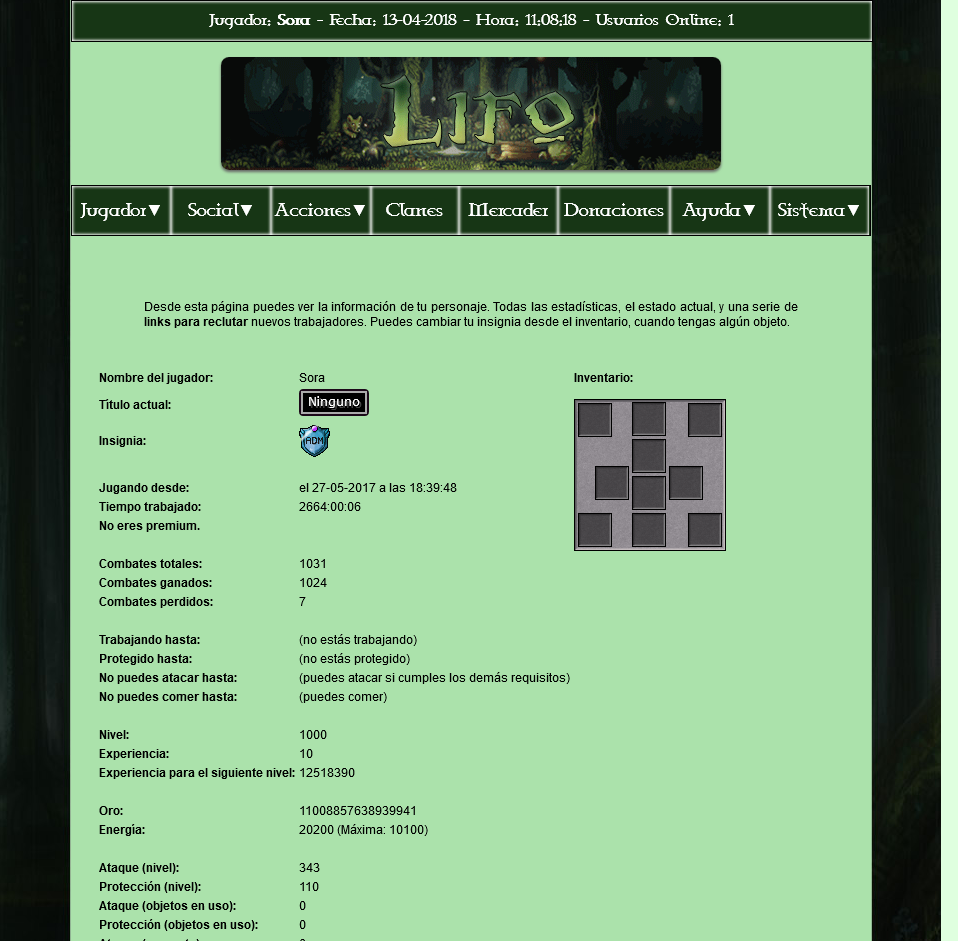 Jugador: Sora - Fecha: 13-04-2018 - Hora: 11:08:18 - Usuarios Online: 1
Lifo
Jugador▼ Social▼ Acciones▼ Clanes Mercader Donaciones Ayuda▼ Sistema▼
Desde esta página puedes ver la información de tu personaje. Todas las estadísticas, el estado actual, y una serie de
links para reclutar nuevos trabajadores. Puedes cambiar tu insignia desde el inventario, cuando tengas algún objeto.
Nombre del jugador: Sora Inventario:
Título actual: Ninguno
Insignia: ADM
Jugando desde: el 27-05-2017 a las 18:39:48
Tiempo trabajado: 2664:00:06
No eres premium.
Combates totales: 1031
Combates ganados: 1024
Combates perdidos: 7
Trabajando hasta: (no estás trabajando)
Protegido hasta: (no estás protegido)
No puedes atacar hasta: (puedes atacar si cumples los demás requisitos)
No puedes comer hasta: (puedes comer)
Nivel: 1000
Experiencia: 10
Experiencia para el siguiente nivel: 12518390
Oro: 11008857638939941
Energía: 20200 (Máxima: 10100)
Ataque (nivel): 343
Protección (nivel): 110
Ataque (objetos en uso): 0
Protección (objetos en uso): 0